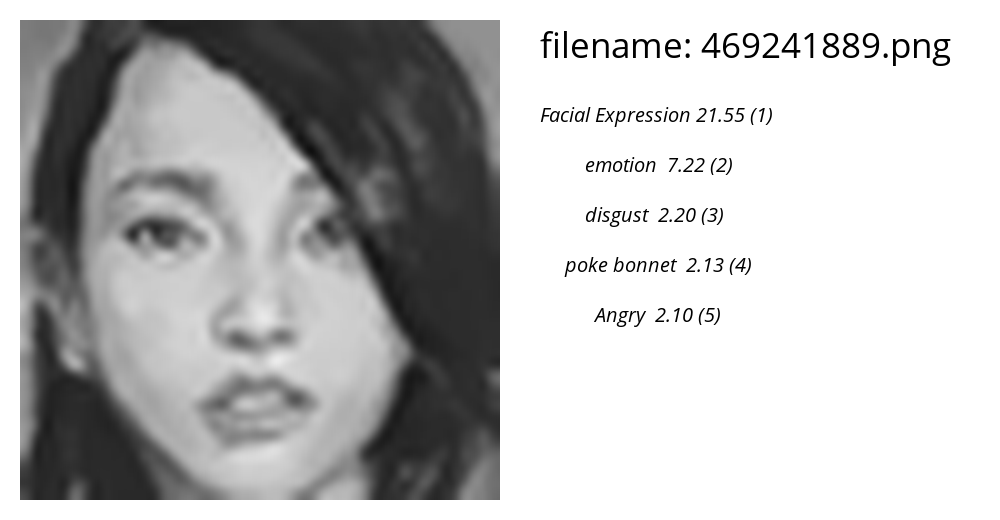 filename: 469241889.png
Facial Expression 21.55 (1)
emotion 7.22 (2)
disgust 2.20 (3)
poke bonnet 2.13 (4)
Angry 2.10 (5)